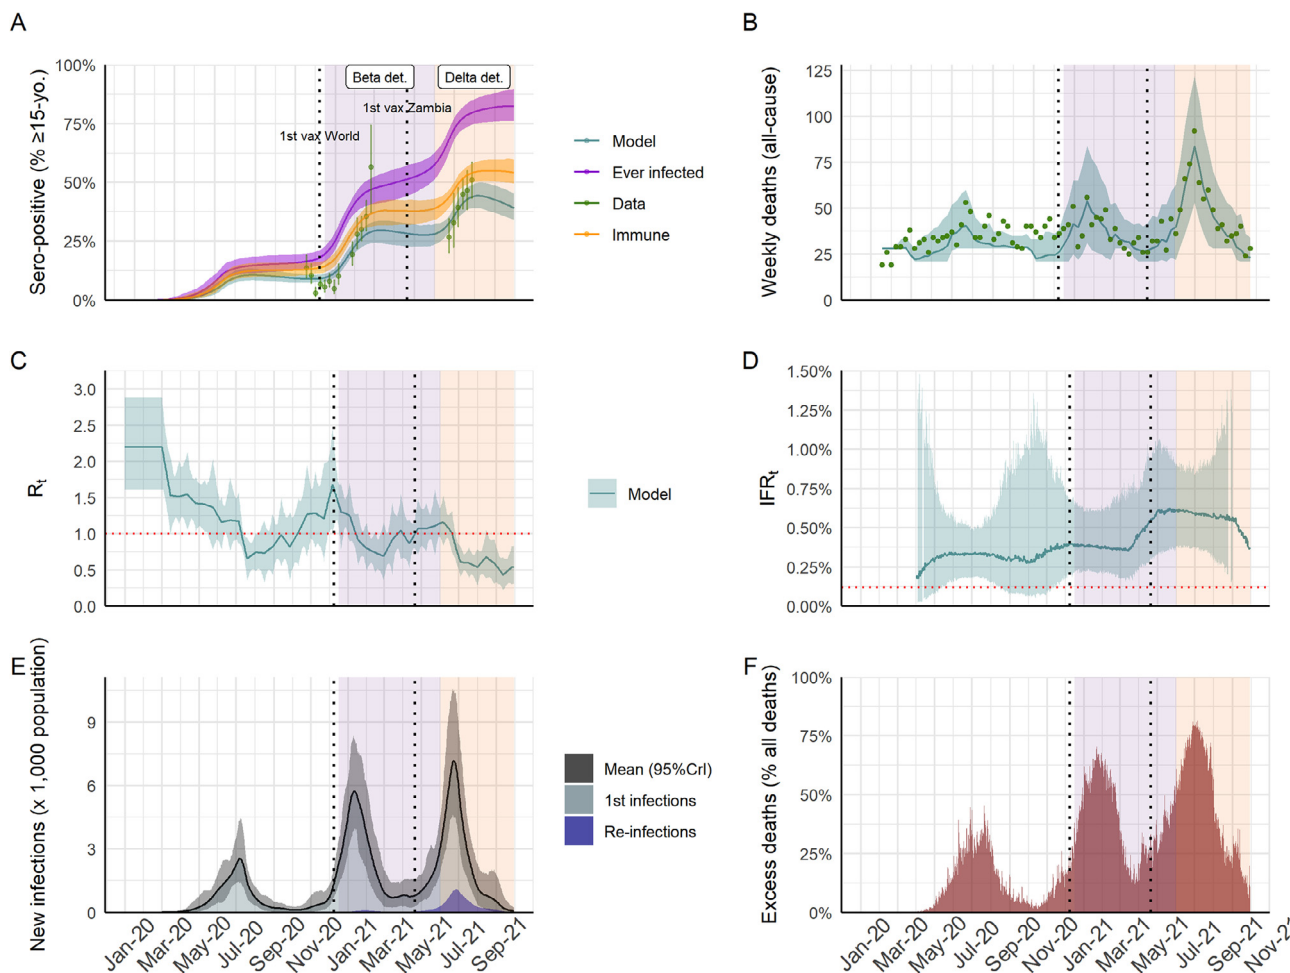 A
Sero-positive (% ≥15-yo.)
100%
75%
50%
25%
0%
Beta det.
Delta det.
1st vax Zambia
1st vax World
Model
Ever infected
Data
Immune
B
Weekly deaths (all-cause)
125
100
75
50
25
0
C
Rt
3.0
2.5
2.0
1.5
1.0
0.5
0.0
Model
D
IFRt
1.50%
1.25%
1.00%
0.75%
0.50%
0.25%
0.00%
E
New infections (x 1,000 population)
9
6
3
0
Jan-20
Mar-20
May-20
Jul-20
Sep-20
Nov-20
Jan-21
Mar-21
May-21
Jul-21
Sep-21
Mean (95%CrI)
1st infections
Re-infections
F
Excess deaths (% all deaths)
100%
75%
50%
25%
0%
Jan-20
Mar-20
May-20
Jul-20
Sep-20
Nov-20
Jan-21
Mar-21
May-21
Jul-21
Sep-21
Nov-2